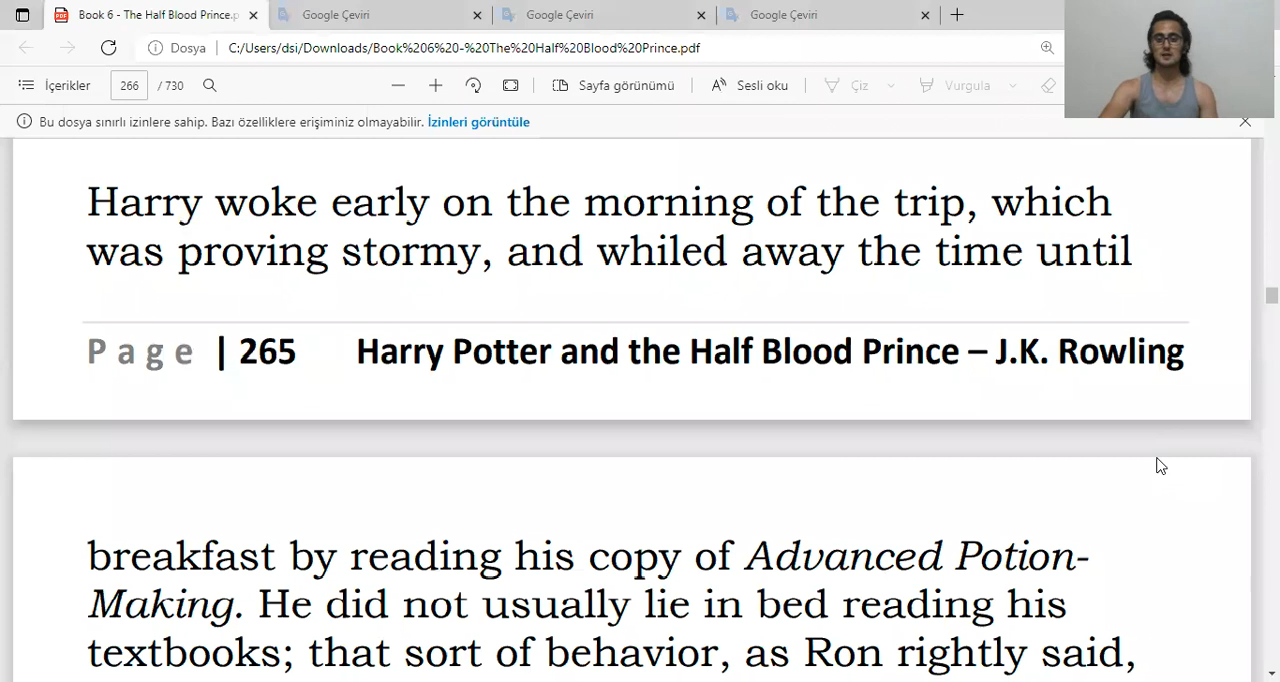 Book 6 - The Half Blood Prince.p
Google Çeviri
Google Çeviri
Google Çeviri
Dosya
C:/Users/dsi/Downloads/Book%206%20-%20The%20Half%20Blood%20Prince.pdf
İçerikler
266
/ 730
Sayfa görünümü
Sesli oku
Çiz
Vurgula
Bu dosya sınırlı izinlere sahip. Bazı özelliklere erişiminiz olmayabilir. İzinleri görüntüle
Harry woke early on the morning of the trip, which
was proving stormy, and whiled away the time until
Page | 265 Harry Potter and the Half Blood Prince – J.K. Rowling
breakfast by reading his copy of Advanced Potion-
Making. He did not usually lie in bed reading his
textbooks; that sort of behavior, as Ron rightly said,